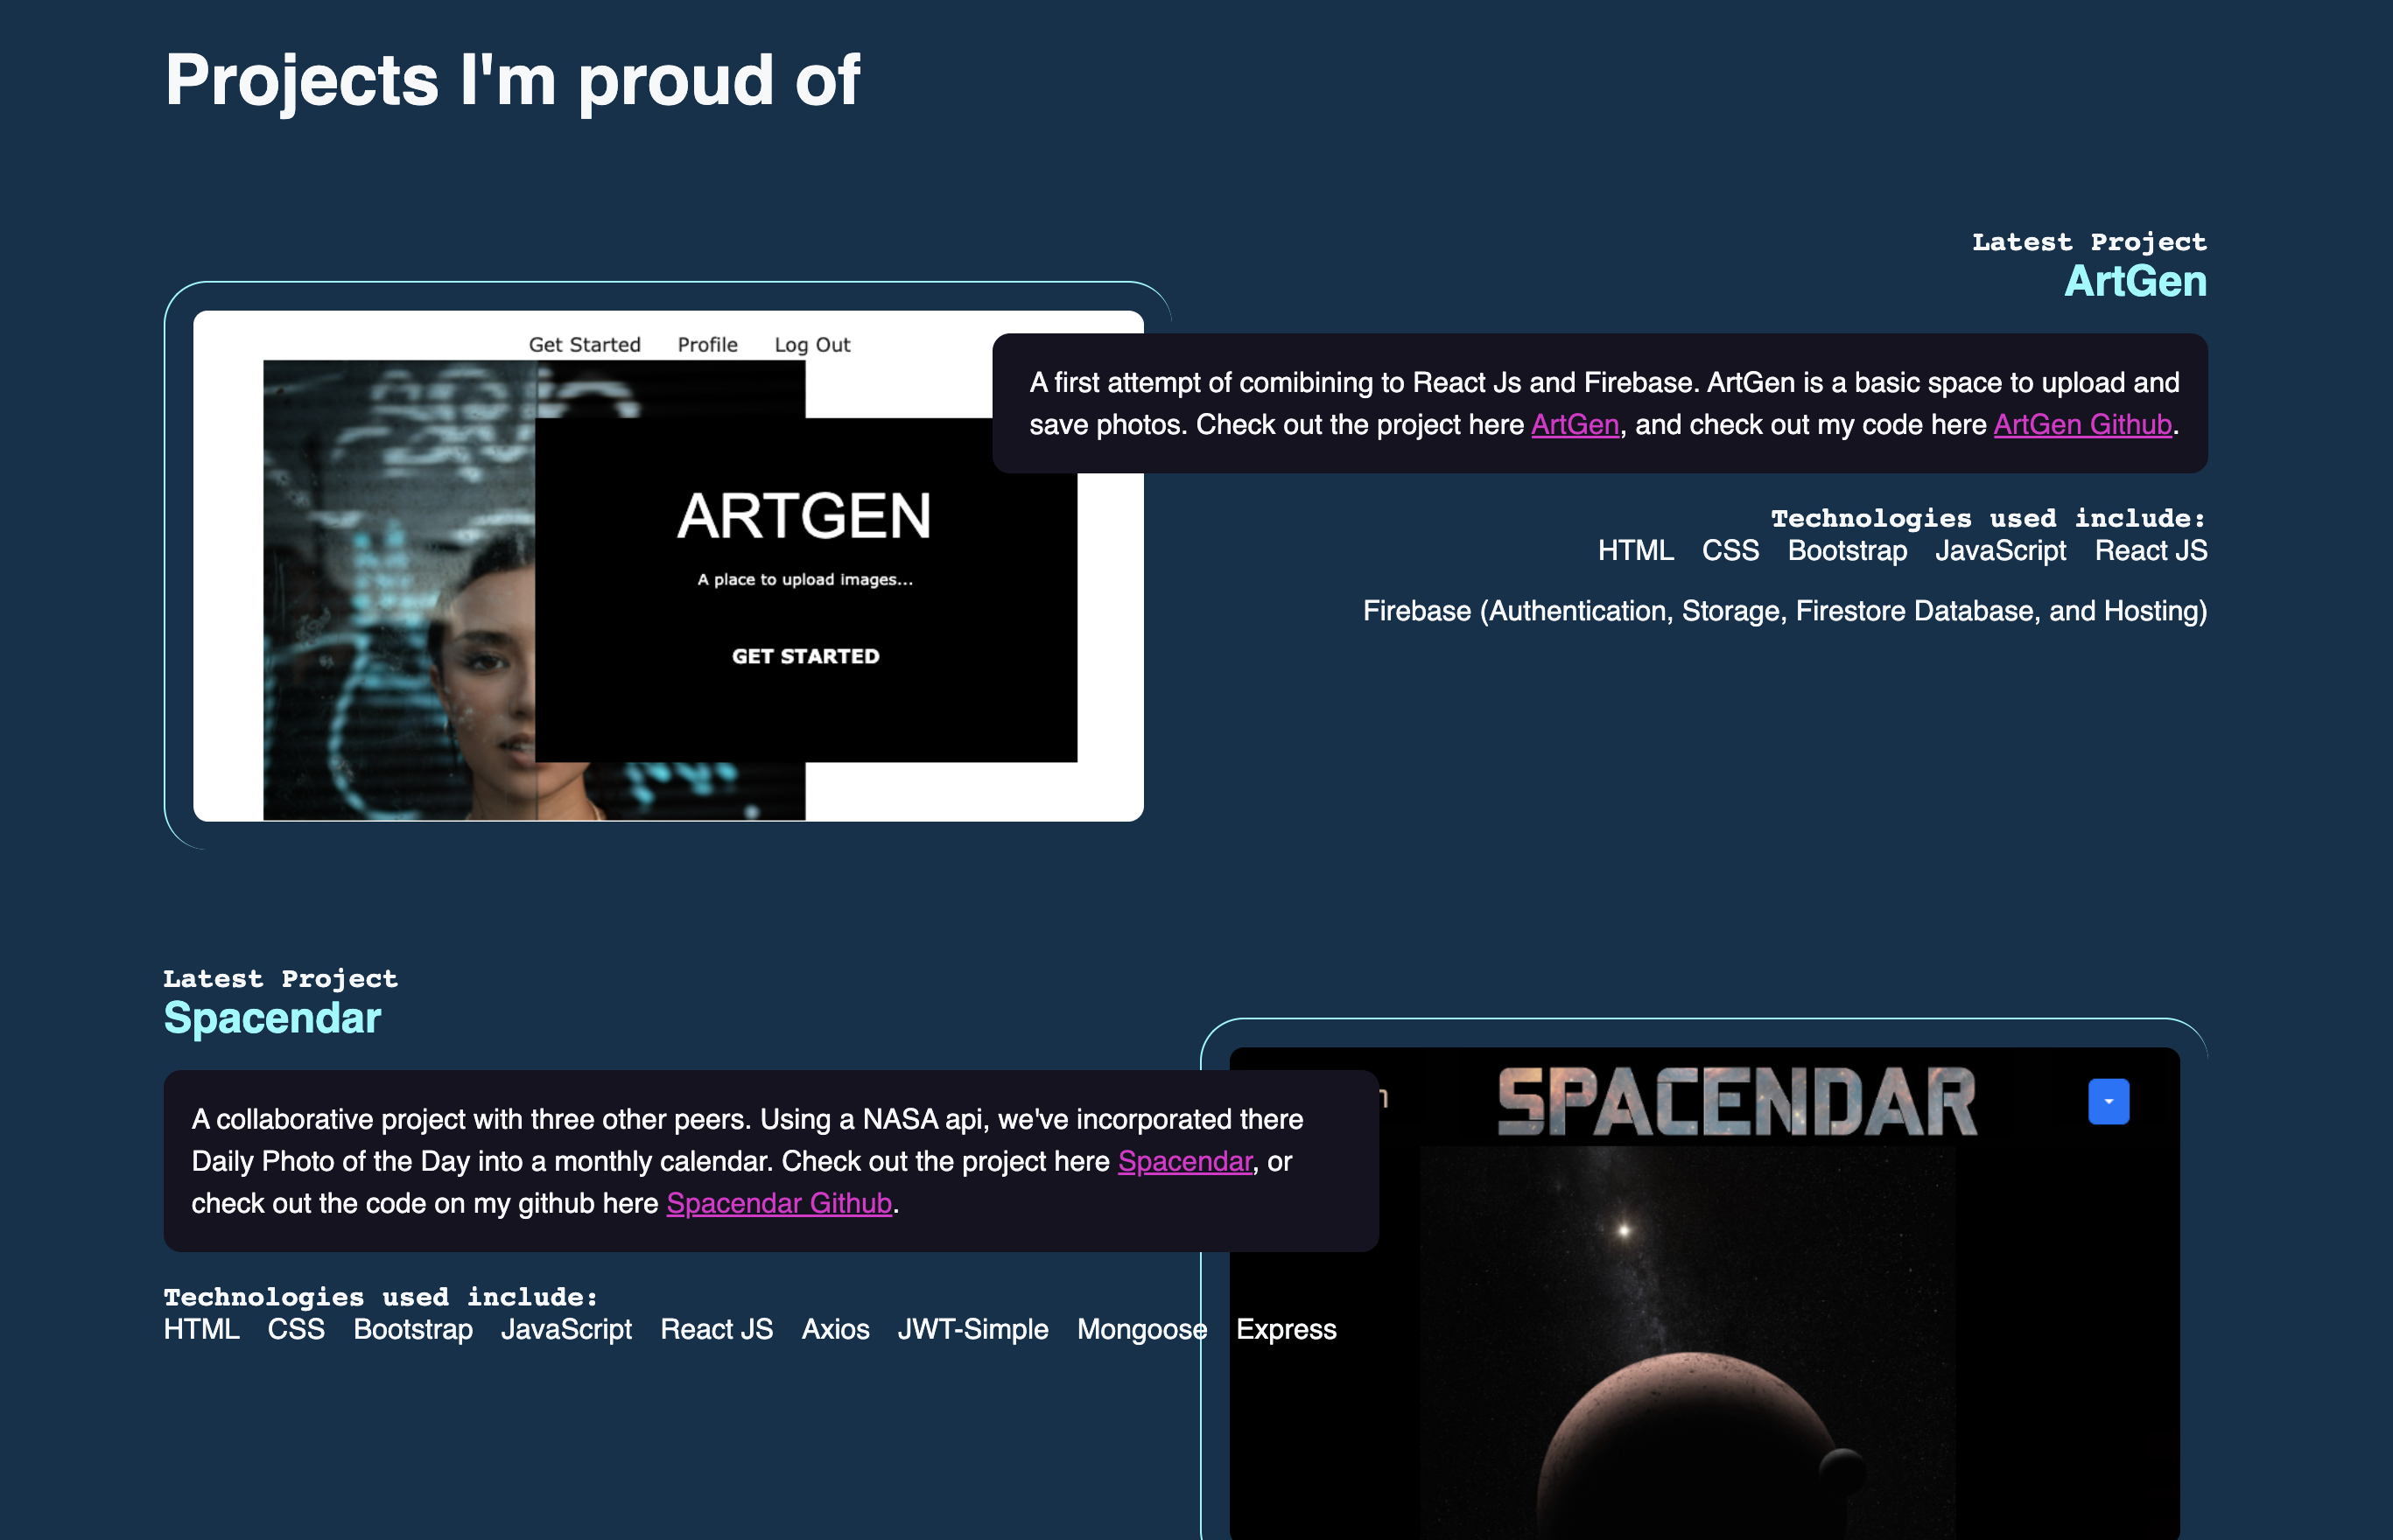 Projects I'm proud of
Latest Project
ArtGen
Get Started Profile Log Out
A first attempt of comibining to React Js and Firebase. ArtGen is a basic space to upload and
save photos. Check out the project here ArtGen, and check out my code here ArtGen Github.
ARTGEN
A place to upload images...
GET STARTED
Technologies used include:
HTML CSS Bootstrap JavaScript React JS
Firebase (Authentication, Storage, Firestore Database, and Hosting)
Latest Project
Spacendar
A collaborative project with three other peers. Using a NASA api, we've incorporated there
Daily Photo of the Day into a monthly calendar. Check out the project here Spacendar, or
check out the code on my github here Spacendar Github.
SPACENDAR
Technologies used include:
HTML CSS Bootstrap JavaScript React JS Axios JWT-Simple Mongoose Express